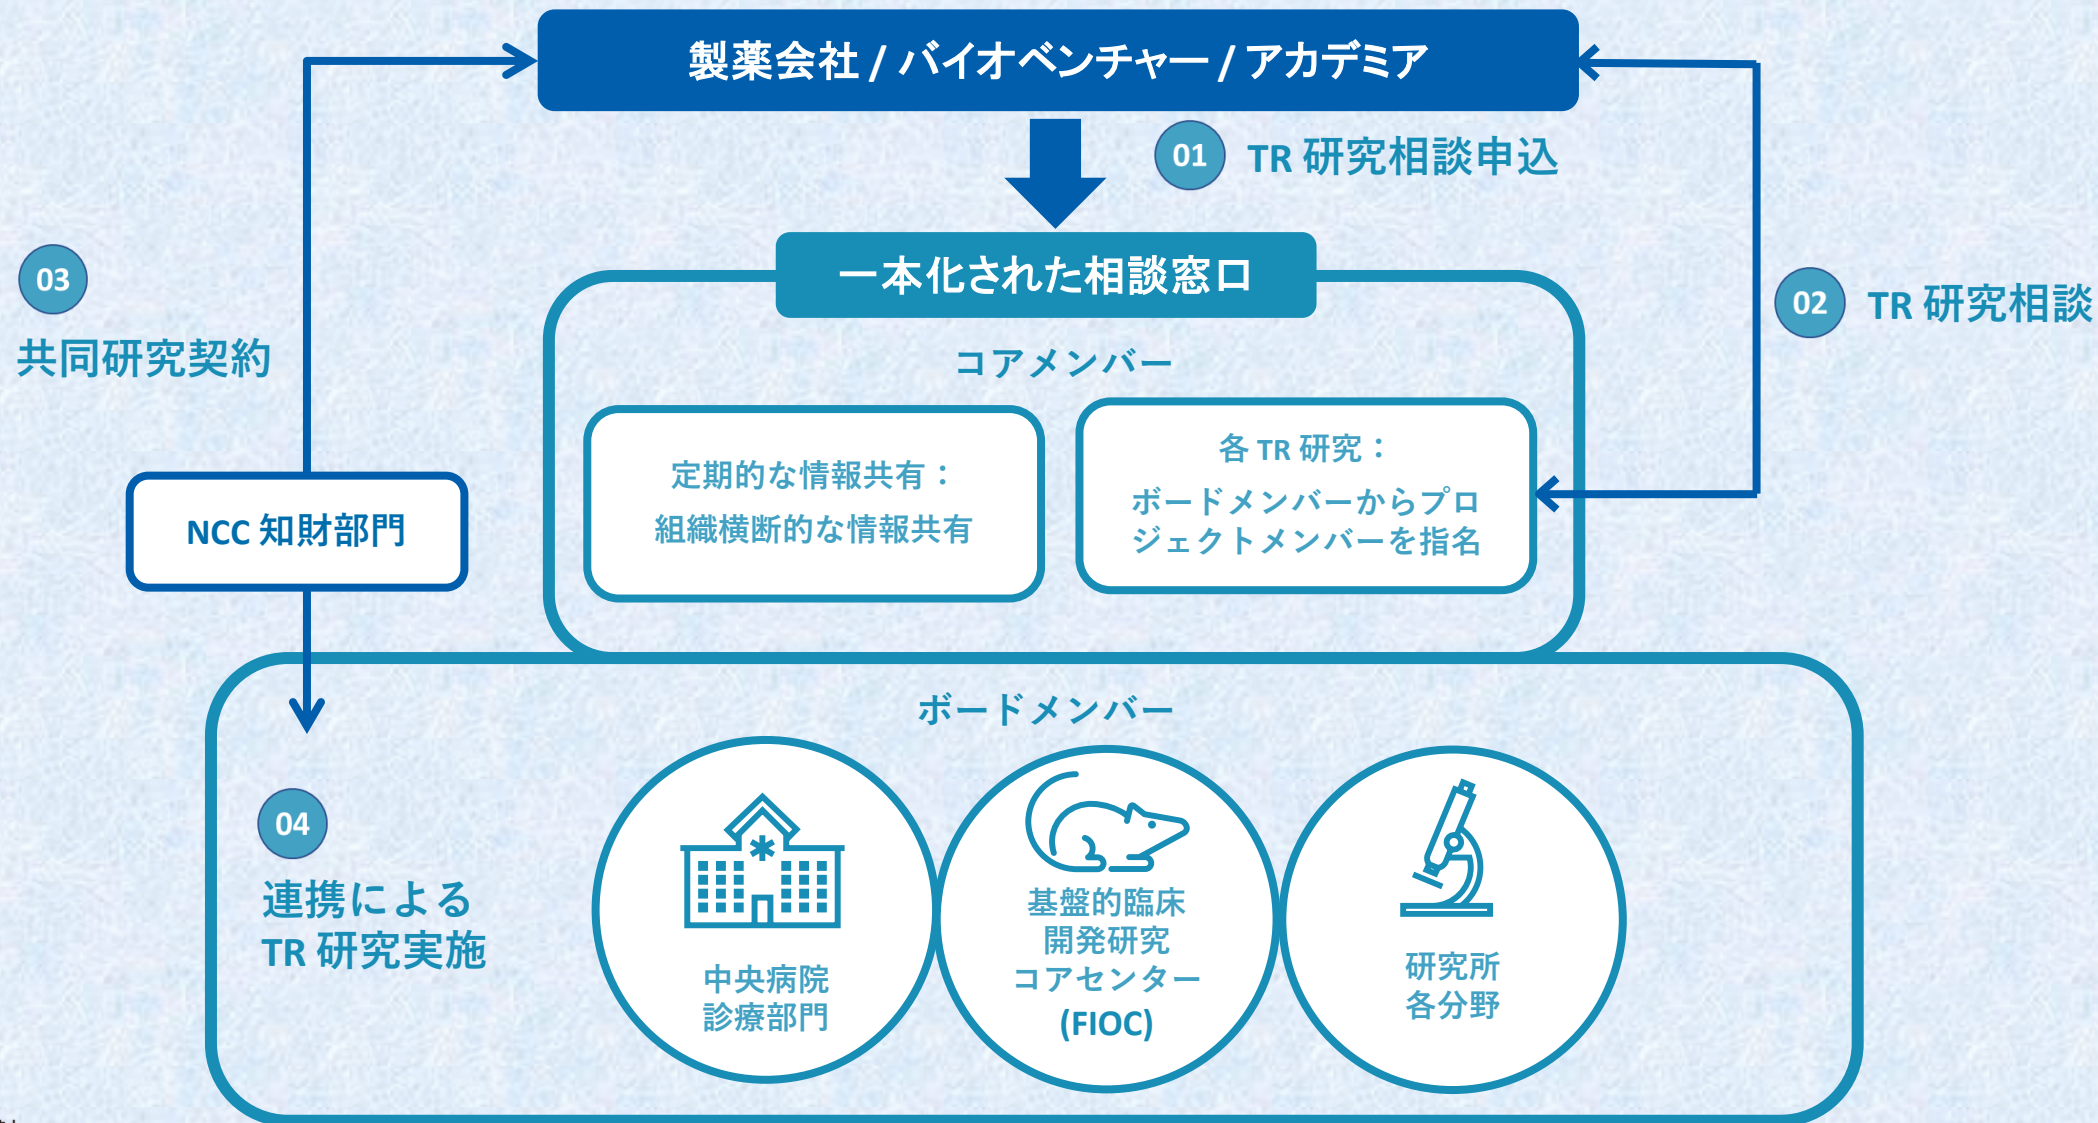 製薬会社 / バイオベンチャー / アカデミア
01 TR 研究相談申込
一本化された相談窓口
03
共同研究契約
02 TR 研究相談
コアメンバー
定期的な情報共有：
組織横断的な情報共有
各 TR 研究：
ボードメンバーからプロ
ジェクトメンバーを指名
NCC 知財部門
ボードメンバー
04
連携による
TR 研究実施
中央病院
診療部門
基盤的臨床
開発研究
コアセンター
(FIOC)
研究所
各分野